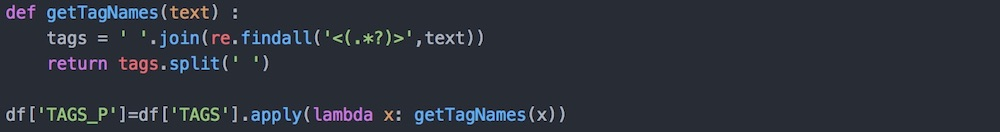 def getTagNames(text) :
    tags = ' '.join(re.findall('<(.*?)>',text))
    return tags.split(' ')
df['TAGS_P']=df['TAGS'].apply(lambda x: getTagNames(x))